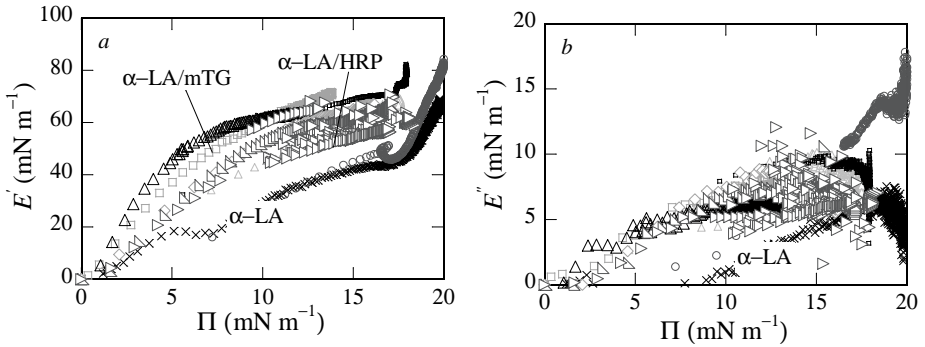 100
80
60
40
20
0
E′ (mN m⁻¹)
a
α–LA/mTG
α–LA/HRP
α–LA
0 5 10 15 20
Π (mN m⁻¹)
20
15
10
5
0
E″ (mN m⁻¹)
b
α–LA
0 5 10 15 20
Π (mN m⁻¹)